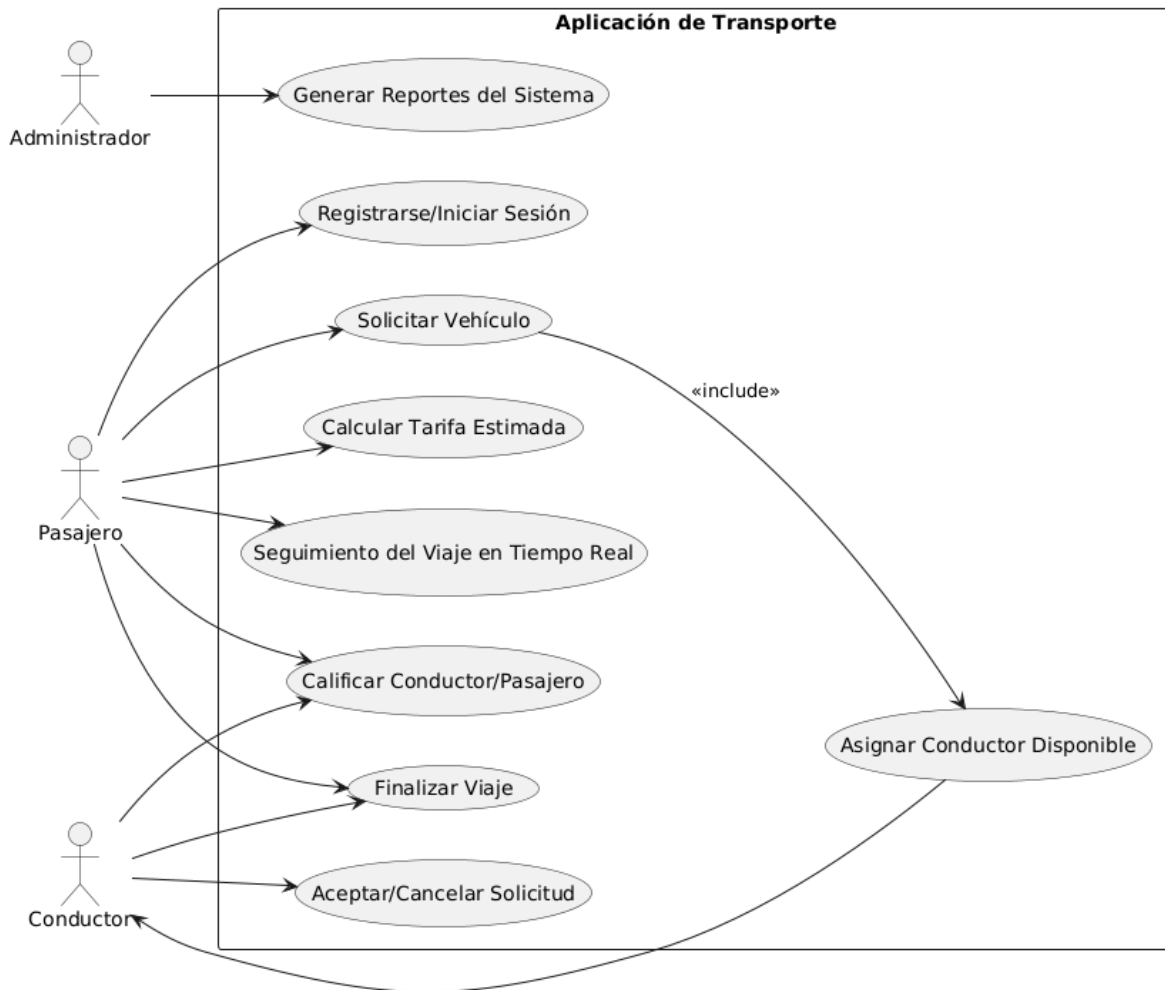 Aplicación de Transporte
Administrador
Generar Reportes del Sistema
Registrarse/Iniciar Sesión
Solicitar Vehículo
«include»
Calcular Tarifa Estimada
Pasajero
Seguimiento del Viaje en Tiempo Real
Calificar Conductor/Pasajero
Asignar Conductor Disponible
Finalizar Viaje
Aceptar/Cancelar Solicitud
Conductor